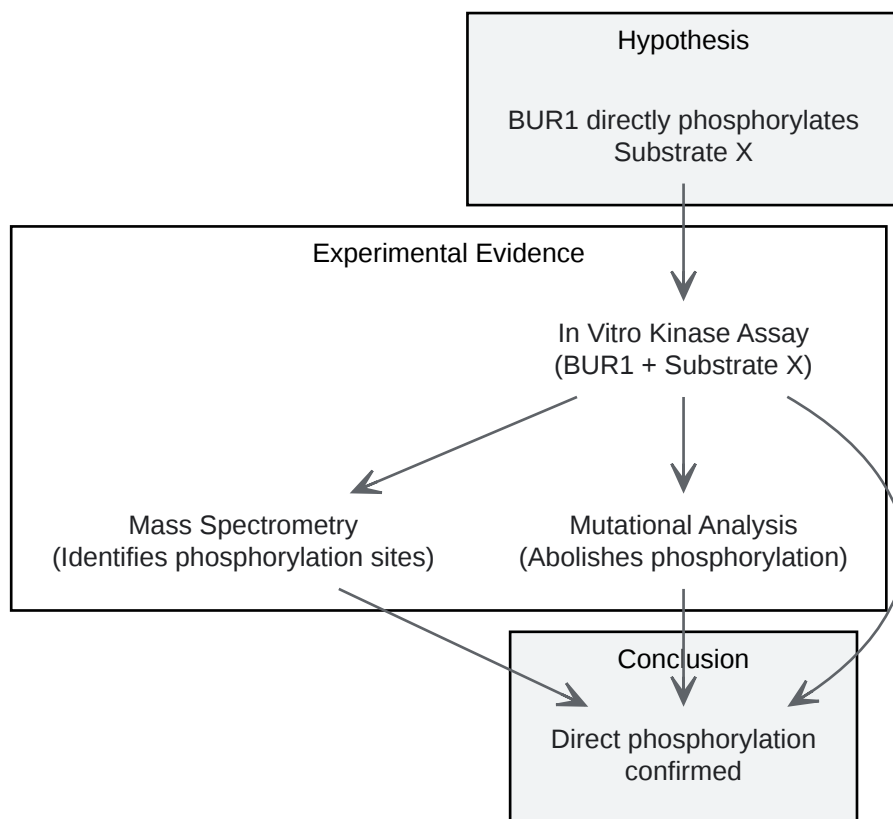 Hypothesis
BUR1 directly phosphorylates
Substrate X
Experimental Evidence
In Vitro Kinase Assay
(BUR1 + Substrate X)
Mass Spectrometry
(Identifies phosphorylation sites)
Mutational Analysis
(Abolishes phosphorylation)
Conclusion
Direct phosphorylation
confirmed